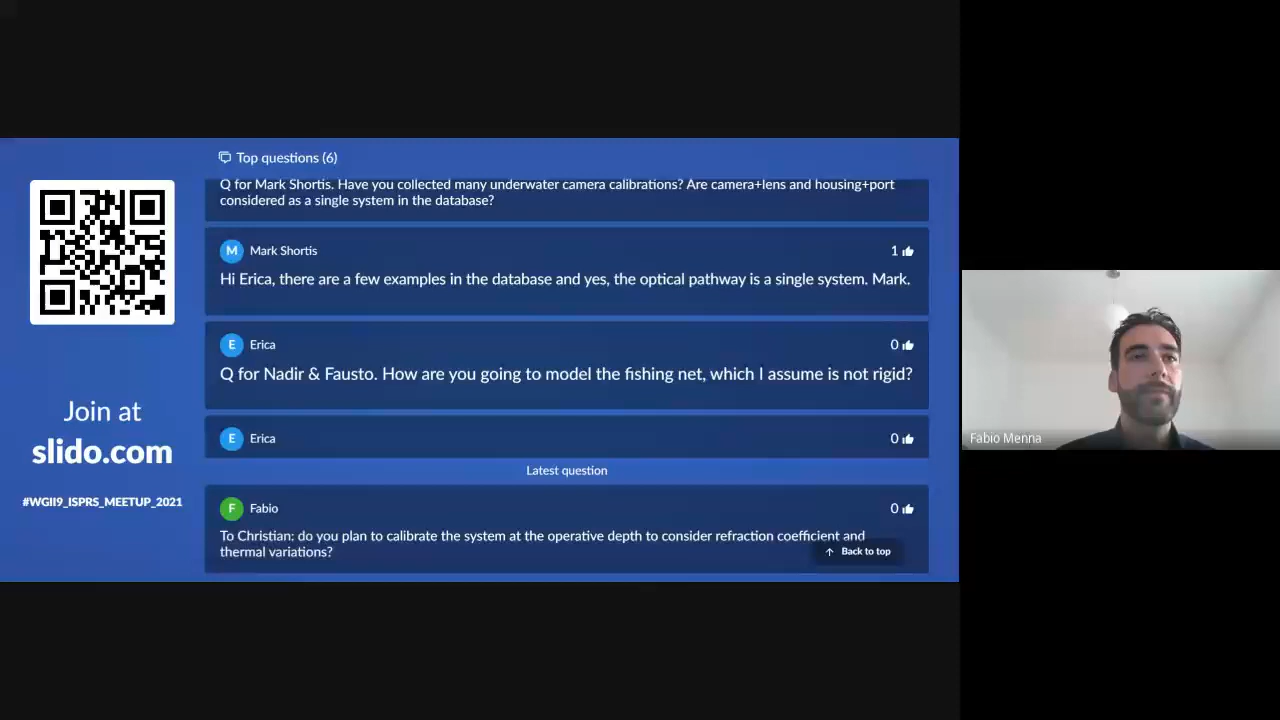 Top questions (6)
Q for Mark Shortis. Have you collected many underwater camera calibrations? Are camera+lens and housing+port
considered as a single system in the database?
M Mark Shortis 1
Hi Erica, there are a few examples in the database and yes, the optical pathway is a single system. Mark.
E Erica 0
Q for Nadir & Fausto. How are you going to model the fishing net, which I assume is not rigid?
E Erica 0
Latest question
F Fabio 0
To Christian: do you plan to calibrate the system at the operative depth to consider refraction coefficient and
thermal variations?
Back to top
Join at
slido.com
#WGII9_ISPRS_MEETUP_2021
Fabio Menna